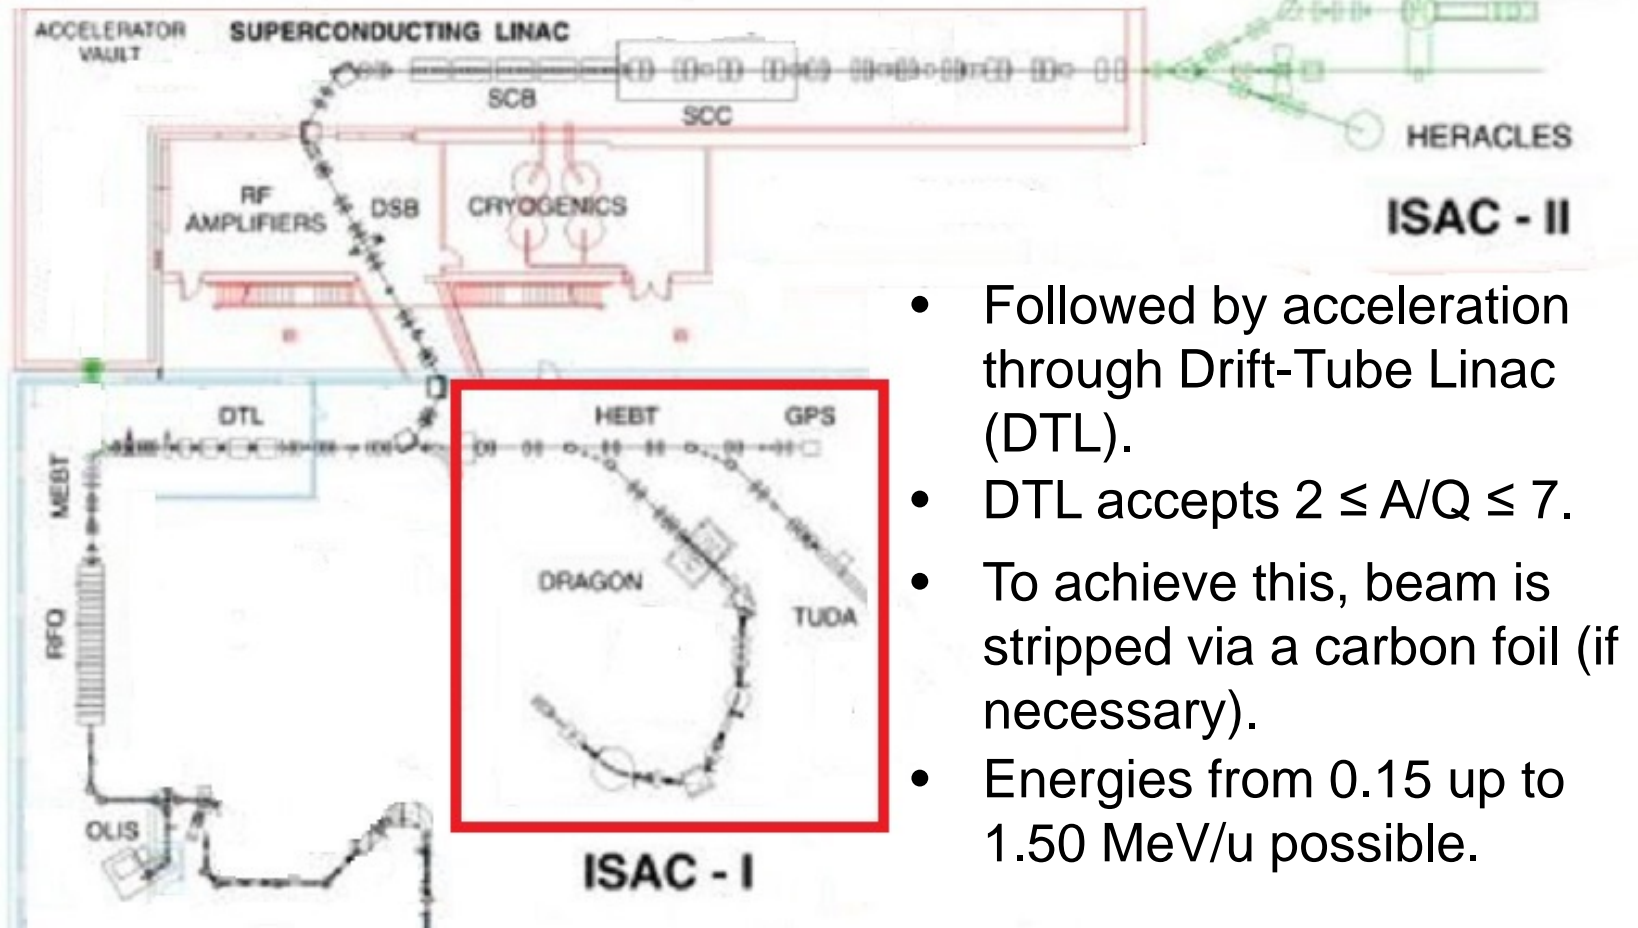 ACCELERATOR
VAULT
SUPERCONDUCTING LINAC
SCB
SCC
HERACLES
ISAC - II
RF
AMPLIFIERS
DSB
CRYOGENICS
DTL
HEBT
GPS
MEBT
DRAGON
TUDA
RFQ
OLIS
ISAC - I
• Followed by acceleration
through Drift-Tube Linac
(DTL).
• DTL accepts 2 ≤ A/Q ≤ 7.
• To achieve this, beam is
stripped via a carbon foil (if
necessary).
• Energies from 0.15 up to
1.50 MeV/u possible.